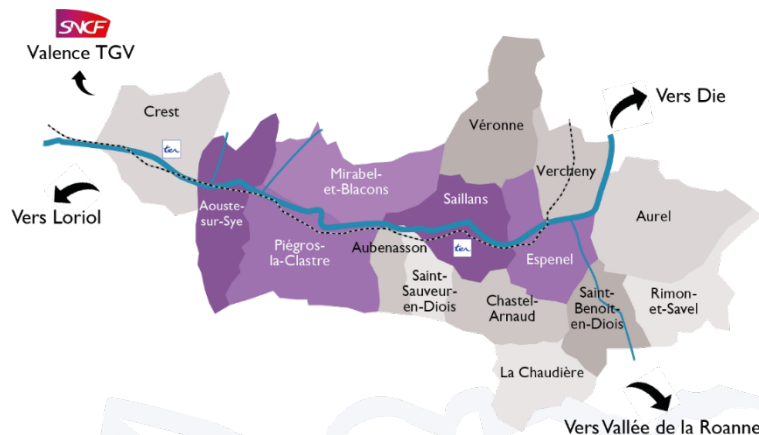 SNCF
Valence TGV
Crest
ter
Vers Die
Véronne
Vercheny
Mirabel-
et-Blacons
Saillans
Aurel
Vers Loriol
Aouste-
sur-Sye
Piégros-
la-Clastre
Aubenasson
ter
Espenel
Saint-
Sauveur-
en-Diois
Chastel-
Arnaud
Saint-
Benoit-
en-Diois
Rimon-
et-Savel
La Chaudière
Vers Vallée de la Roanne